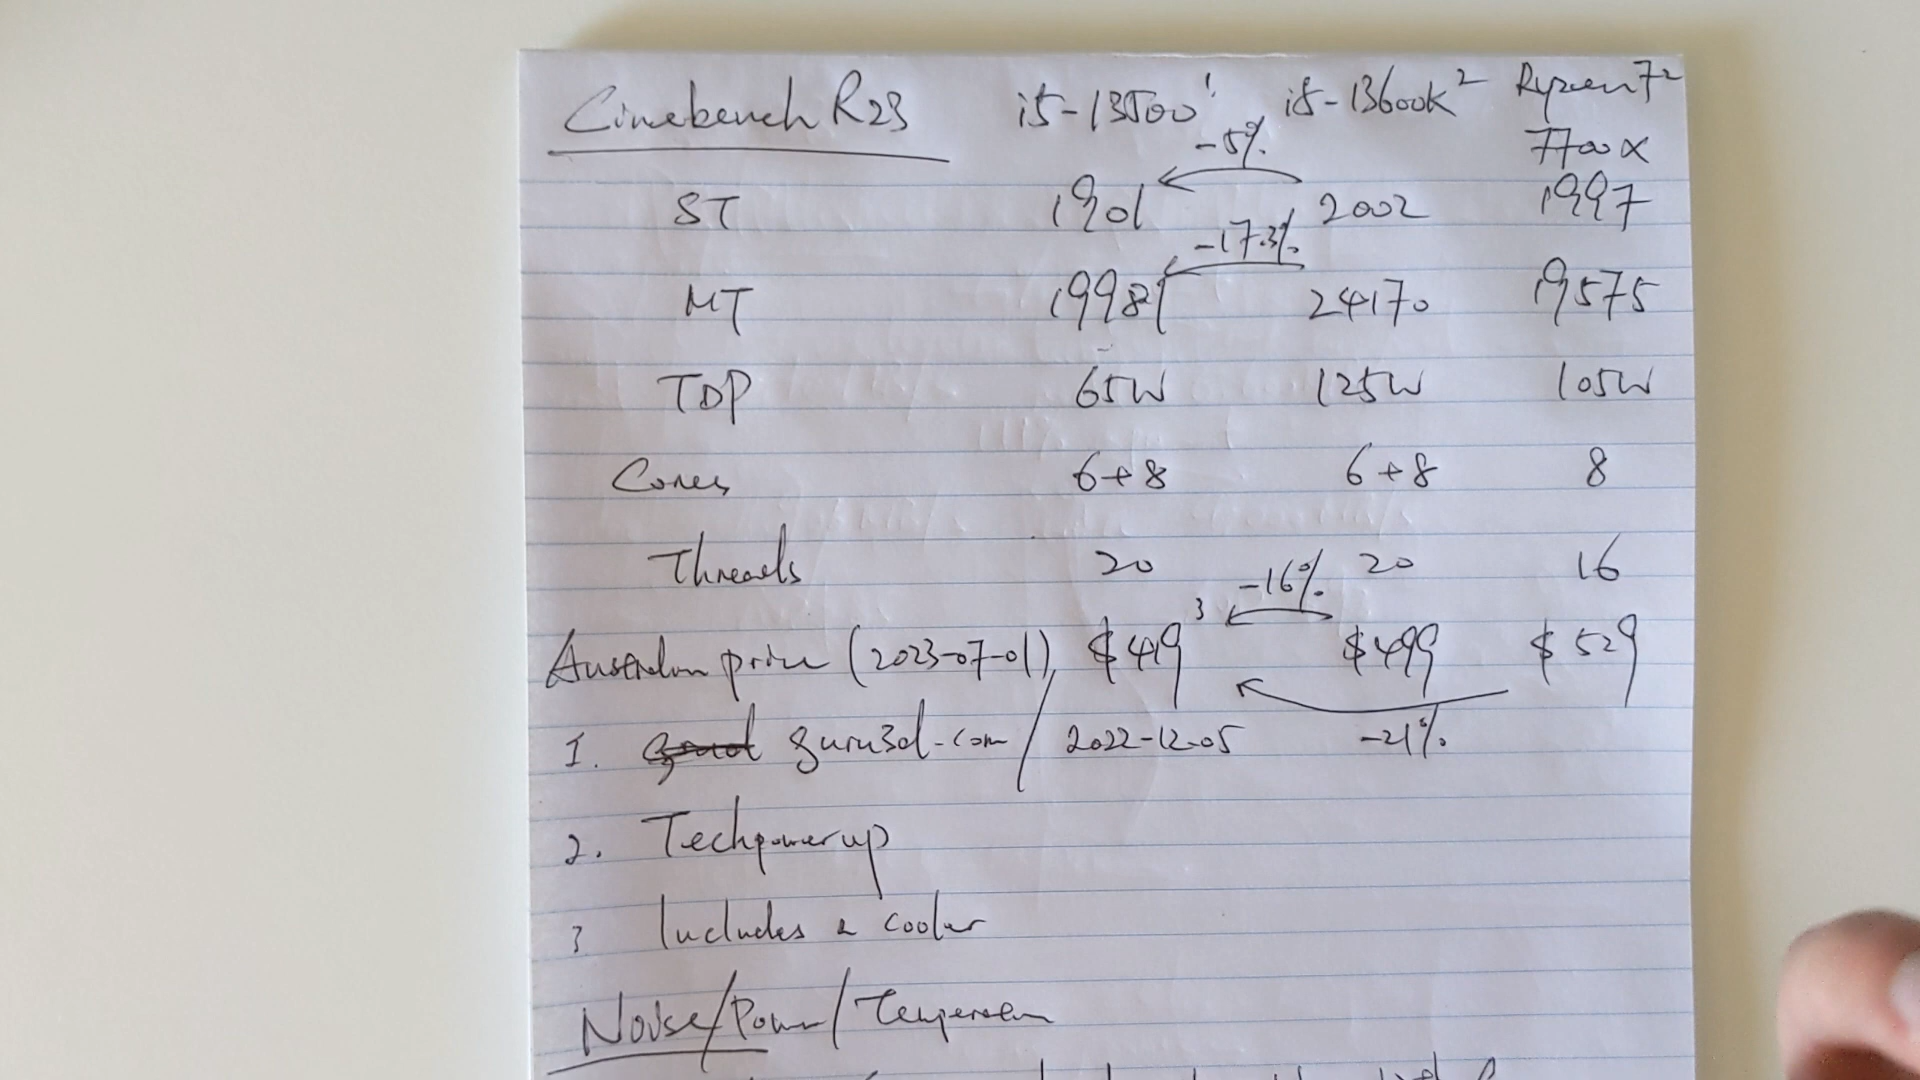 Cinebench R23 i5-13500¹ i5-13600K² Ryzen 7²
7700X
-5%
ST 1901 2002 1997
-17.3%
MT 19981 24170 19575
TDP 65W 125W 105W
Cores 6+8 6+8 8
Threads 20 20 16
-16%
Australian price (2023-07-01) $419³ $499 $529
1. guru3d.com / 2022-12-05 -21%
2. Techpowerup
3 Includes a cooler
Noise/Power/Temperature